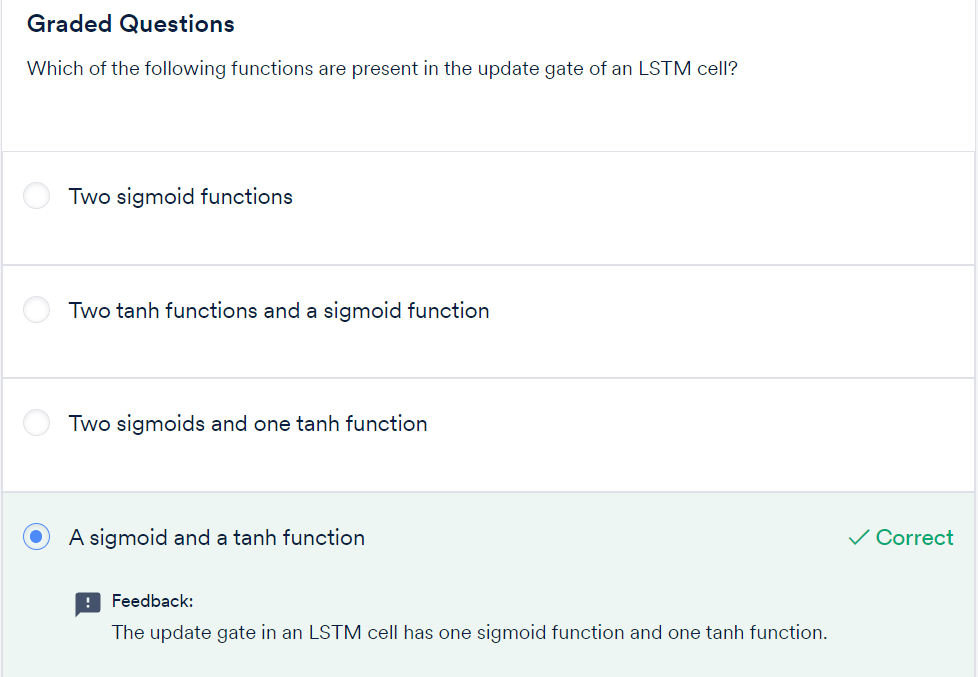 Graded Questions
Which of the following functions are present in the update gate of an LSTM cell?
Two sigmoid functions
Two tanh functions and a sigmoid function
Two sigmoids and one tanh function
A sigmoid and a tanh function
Correct
Feedback:
The update gate in an LSTM cell has one sigmoid function and one tanh function.